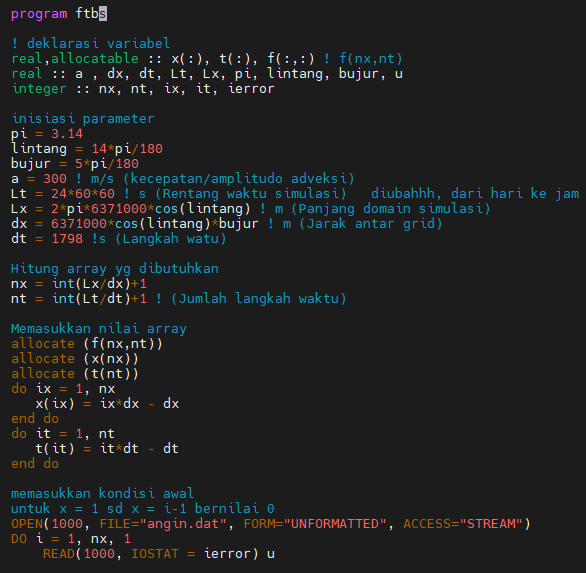 program ftbs
! deklarasi variabel
real,allocatable :: x(:), t(:), f(:,:) ! f(nx,nt)
real :: a , dx, dt, Lt, Lx, pi, lintang, bujur, u
integer :: nx, nt, ix, it, ierror
inisiasi parameter
pi = 3.14
lintang = 14*pi/180
bujur = 5*pi/180
a = 300 ! m/s (kecepatan/amplitudo adveksi)
Lt = 24*60*60 ! s (Rentang waktu simulasi)   diubahhh, dari hari ke jam
Lx = 2*pi*6371000*cos(lintang) ! m (Panjang domain simulasi)
dx = 6371000*cos(lintang)*bujur ! m (Jarak antar grid)
dt = 1798 !s (Langkah watu)
Hitung array yg dibutuhkan
nx = int(Lx/dx)+1
nt = int(Lt/dt)+1 ! (Jumlah langkah waktu)
Memasukkan nilai array
allocate (f(nx,nt))
allocate (x(nx))
allocate (t(nt))
do ix = 1, nx
   x(ix) = ix*dx - dx
end do
do it = 1, nt
   t(it) = it*dt - dt
end do
memasukkan kondisi awal
untuk x = 1 sd x = i-1 bernilai 0
OPEN(1000, FILE="angin.dat", FORM="UNFORMATTED", ACCESS="STREAM")
DO i = 1, nx, 1
    READ(1000, IOSTAT = ierror) u